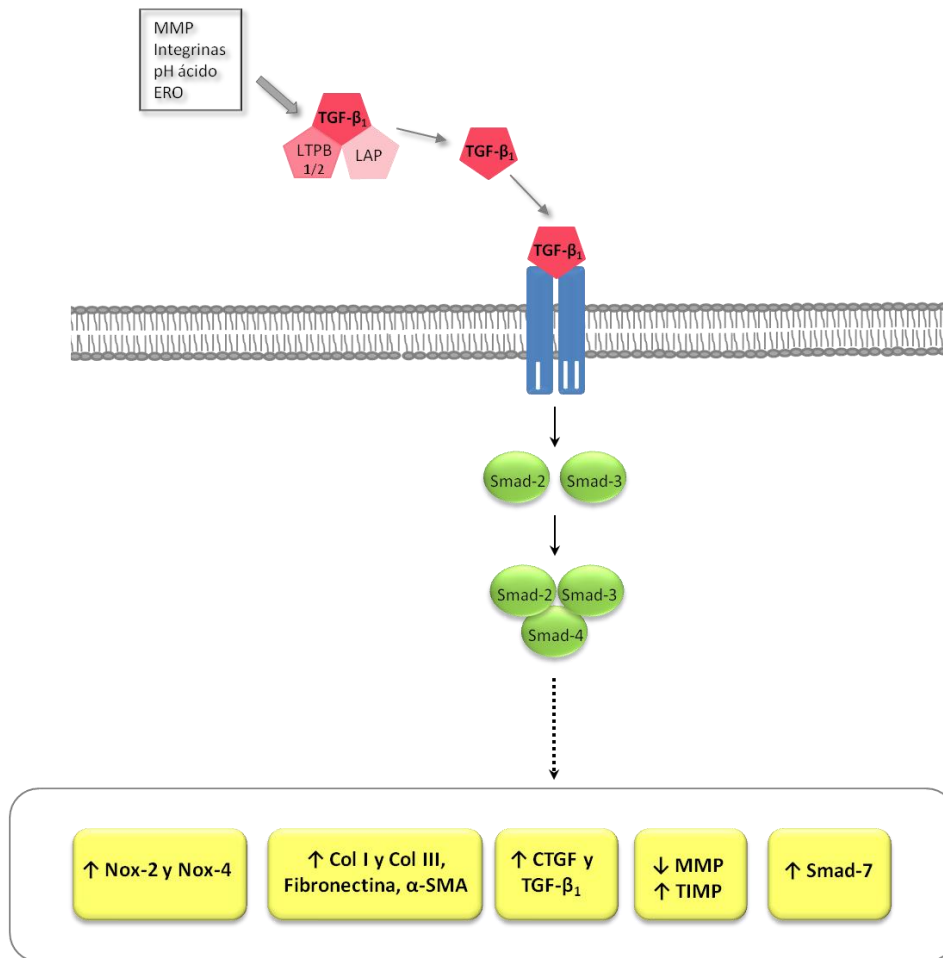 MMP
Integrinas
pH ácido
ERO
TGF-β₁
LTPB
1/2
LAP
TGF-β₁
TGF-β₁
Smad-2
Smad-3
Smad-2
Smad-3
Smad-4
↑ Nox-2 y Nox-4
↑ Col I y Col III,
Fibronectina, α-SMA
↑ CTGF y
TGF-β₁
↓ MMP
↑ TIMP
↑ Smad-7